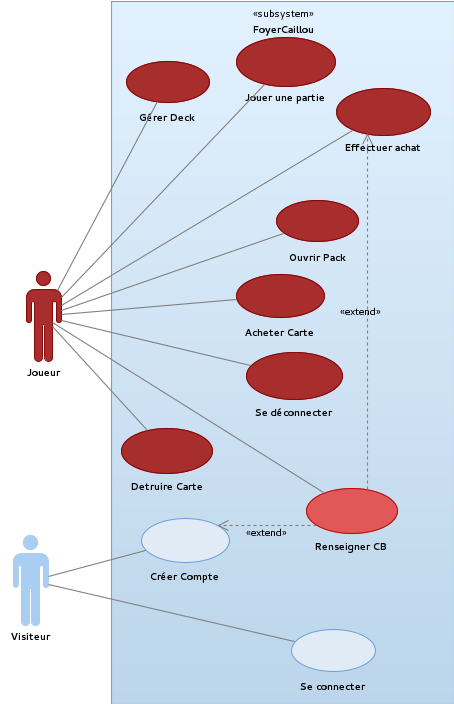 «subsystem»
FoyerCaillou
Jouer une partie
Gérer Deck
Effectuer achat
Ouvrir Pack
«extend»
Acheter Carte
Joueur
Se déconnecter
Detruire Carte
«extend»
Renseigner CB
Créer Compte
Visiteur
Se connecter